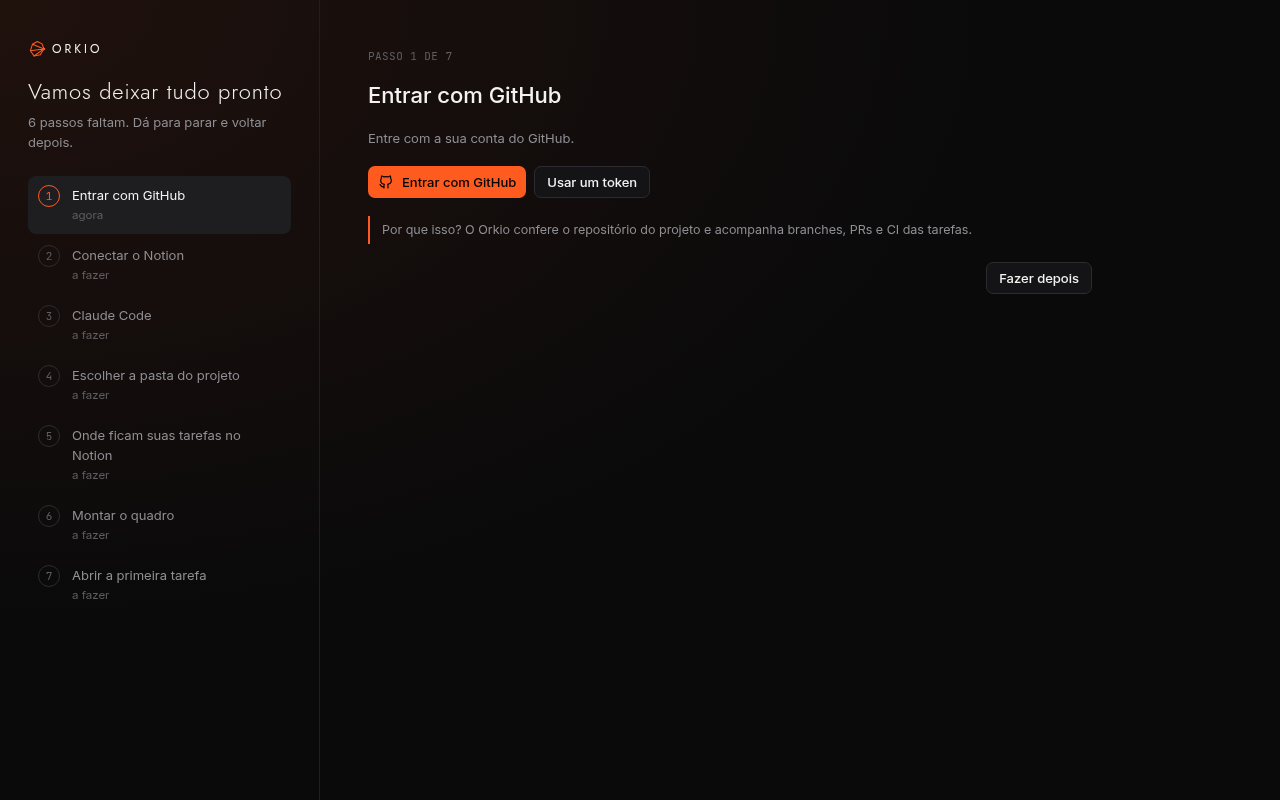 ORKIO
Vamos deixar tudo pronto
6 passos faltam. Dá para parar e voltar
depois.
1
Entrar com GitHub
agora
2
Conectar o Notion
a fazer
3
Claude Code
a fazer
4
Escolher a pasta do projeto
a fazer
5
Onde ficam suas tarefas no
Notion
a fazer
6
Montar o quadro
a fazer
7
Abrir a primeira tarefa
a fazer
PASSO 1 DE 7
Entrar com GitHub
Entre com a sua conta do GitHub.
Entrar com GitHub
Usar um token
Por que isso? O Orkio confere o repositório do projeto e acompanha branches, PRs e CI das tarefas.
Fazer depois